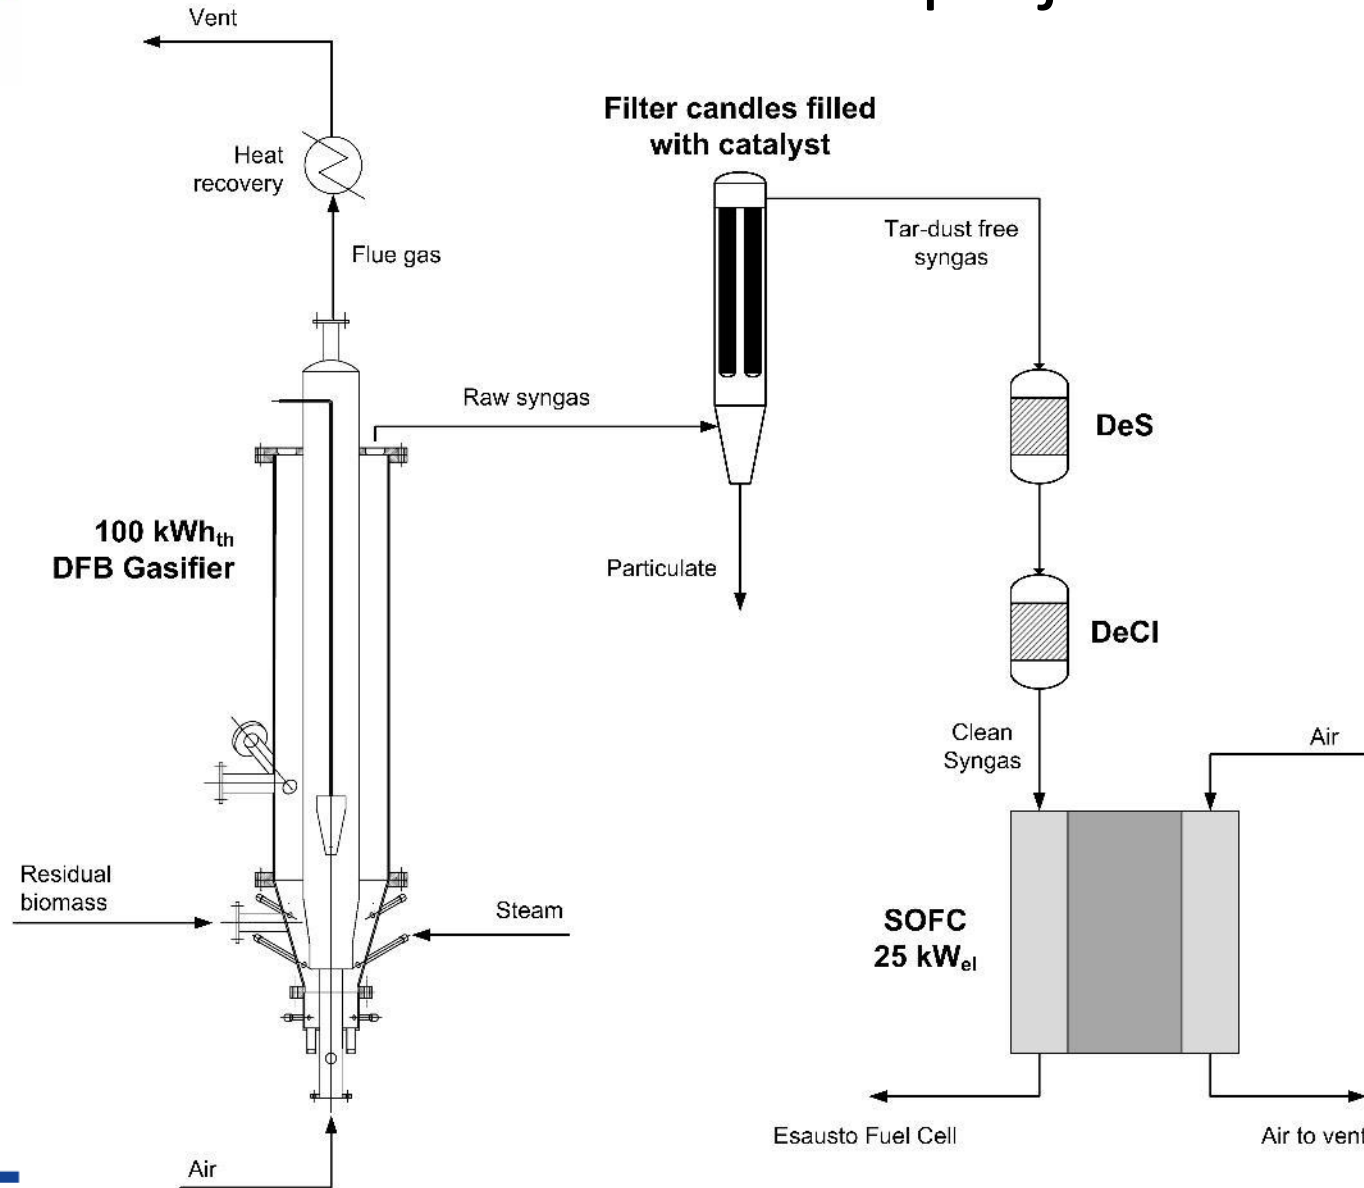 Vent
Filter candles filled
with catalyst
Heat
recovery
Tar-dust free
syngas
Flue gas
Raw syngas
DeS
100 kWhth
DFB Gasifier
Particulate
DeCl
Clean
Syngas
Air
Residual
biomass
Steam
SOFC
25 kWel
Esausto Fuel Cell
Air to vent
Air